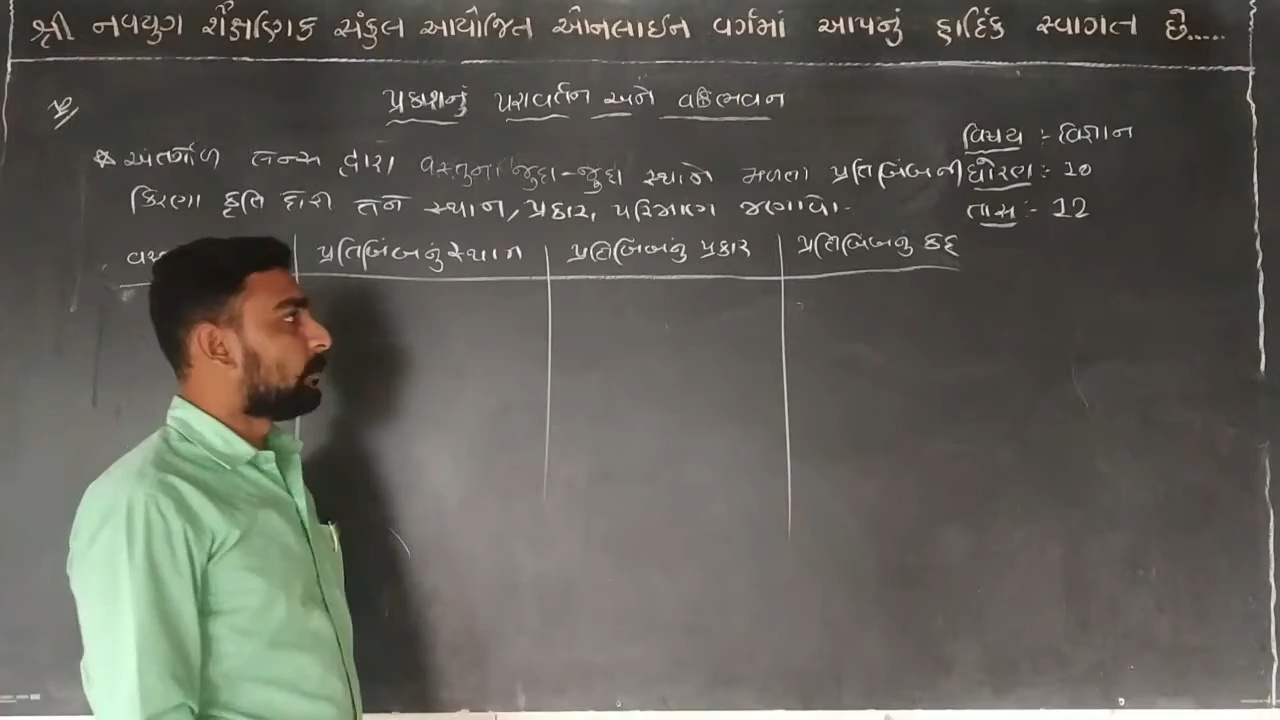 શ્રી નવયુગ શૈક્ષણિક સંકુલ આયોજિત ઓનલાઇન વર્ગમાં આપનું હાર્દિક સ્વાગત છે.....
પ્રકાશનું પરાવર્તન અને વક્રિભવન
વિષય :- વિજ્ઞાન
ધોરણ :- 10
તાસ :- 12
* અંતર્ગોળ લેન્સ દ્વારા વસ્તુના જુદા-જુદા સ્થાને મળતા પ્રતિબિંબની
કિરણા કૃતિ દોરી તેને સ્થાન, પ્રકાર, પરિમાણ જણાવો.
પ્રતિબિંબનું સ્થાન પ્રતિબિંબનુ પ્રકાર પ્રતિબિંબનું કદ